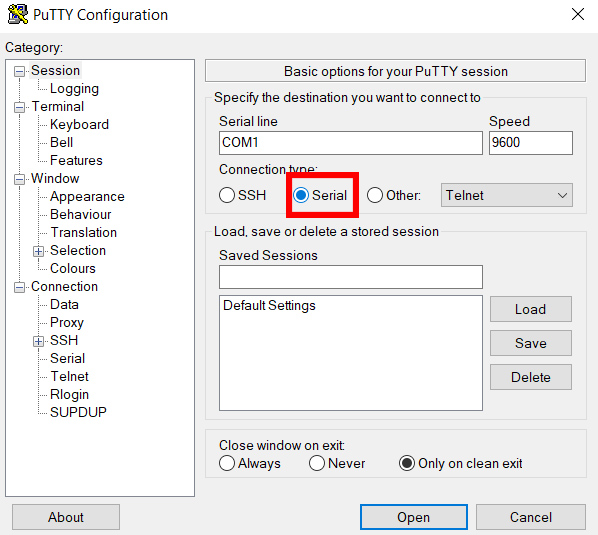 PuTTY Configuration
Category:
Session
Logging
Terminal
Keyboard
Bell
Features
Window
Appearance
Behaviour
Translation
Selection
Colours
Connection
Data
Proxy
SSH
Serial
Telnet
Rlogin
SUPDUP
Basic options for your PuTTY session
Specify the destination you want to connect to
Serial line Speed
COM1 9600
Connection type:
SSH Serial Other: Telnet
Load, save or delete a stored session
Saved Sessions
Default Settings
Load
Save
Delete
Close window on exit:
Always Never Only on clean exit
About Open Cancel